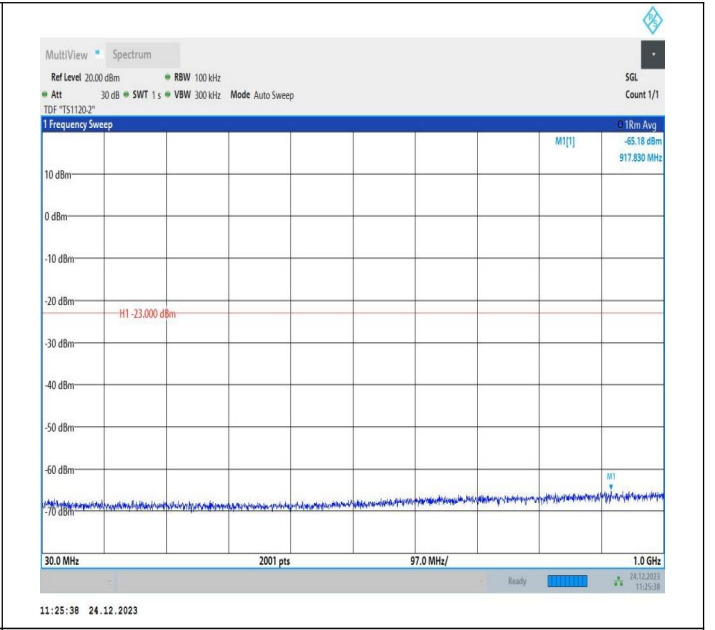 MultiView Spectrum
Ref Level 20.00 dBm RBW 100 kHz SGL
Att 30 dB SWT 1 s VBW 300 kHz Mode Auto Sweep Count 1/1
TDF "TS1120-2"
1 Frequency Sweep 1Rm Avg
M1[1] -65.18 dBm
917.830 MHz
10 dBm
0 dBm
-10 dBm
-20 dBm
H1 -23.000 dBm
-30 dBm
-40 dBm
-50 dBm
-60 dBm
M1
-70 dBm
30.0 MHz 2001 pts 97.0 MHz/ 1.0 GHz
Ready 24.12.2023
11:25:38
11:25:38 24.12.2023